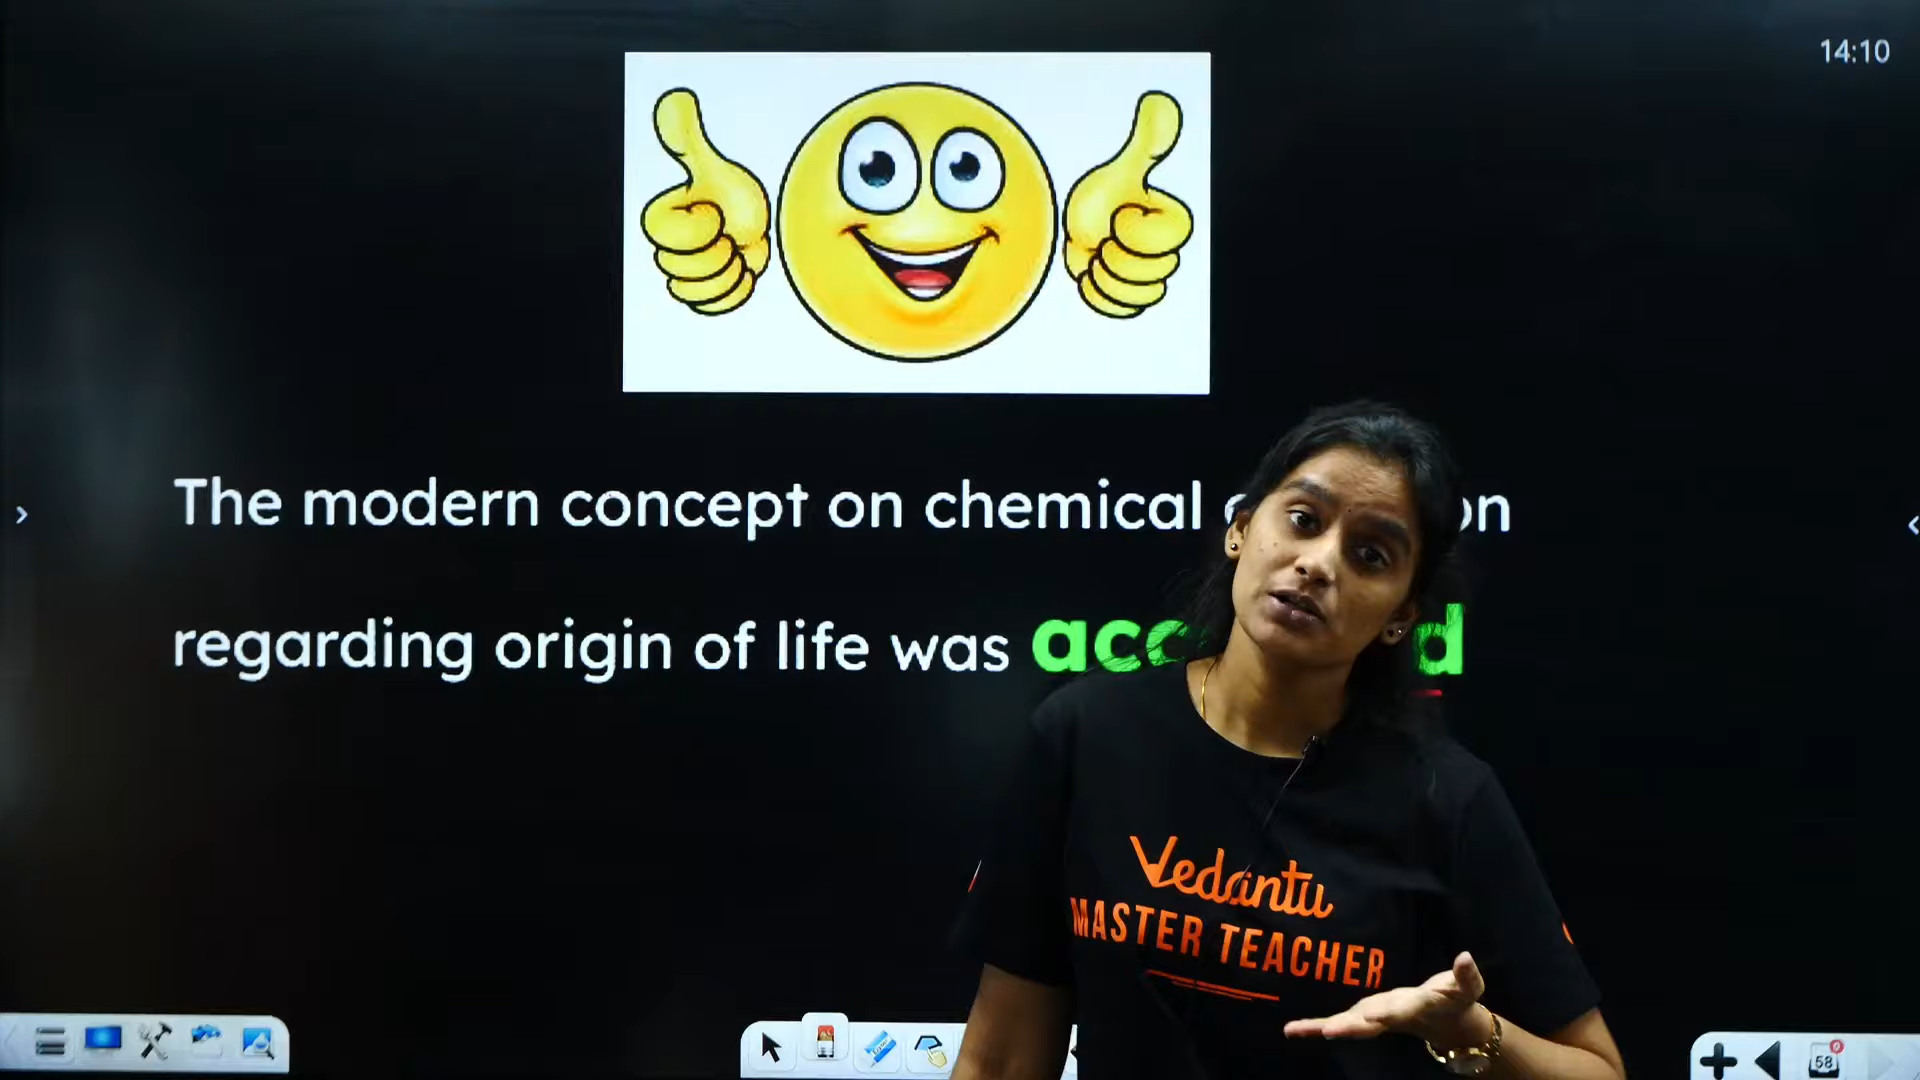 14:10
The modern concept on chemical
regarding origin of life was
Vedantu
MASTER TEACHER
58